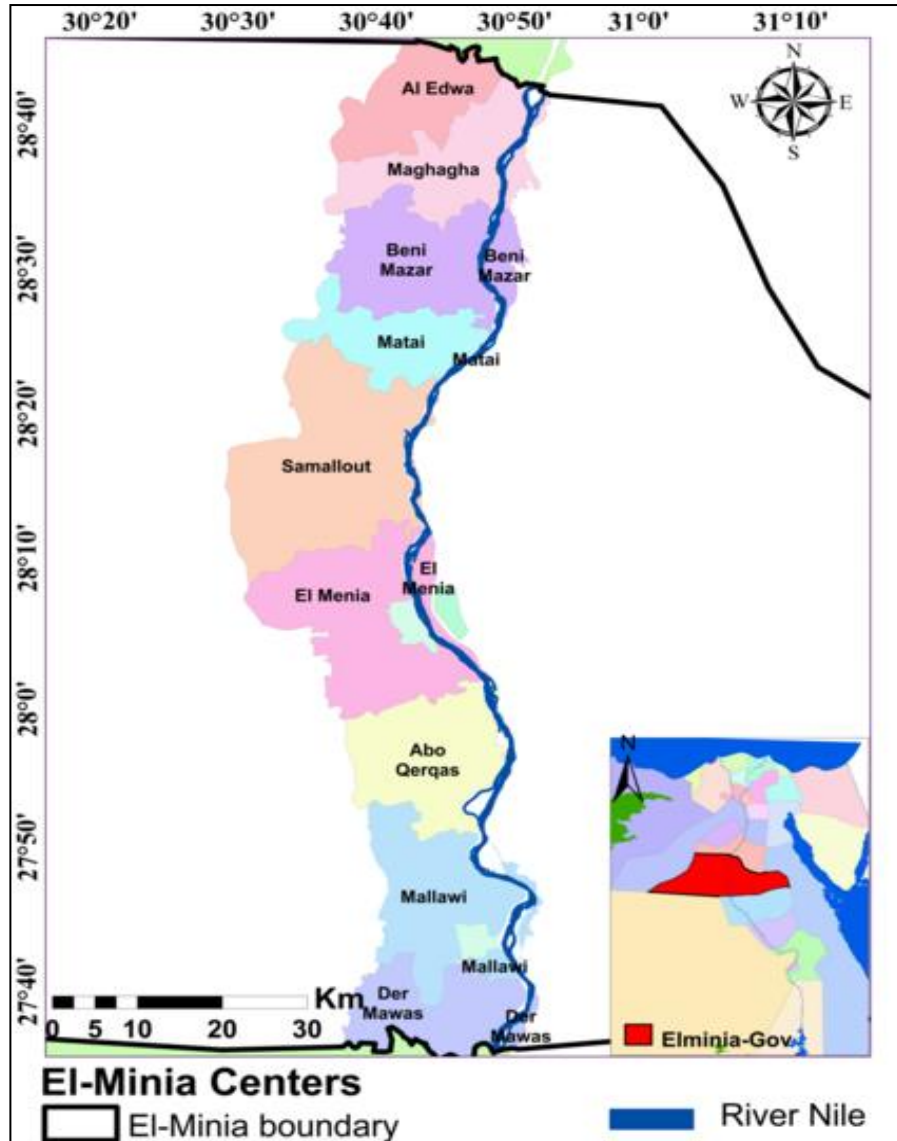 30°20'
30°30'
30°40'
30°50'
31°0'
31°10'
28°40'
28°30'
28°20'
28°10'
28°0'
27°50'
27°40'
N
W
E
S
Al Edwa
Maghagha
Beni
Mazar
Beni
Mazar
Matai
Matai
Samallout
El Menia
El
Menia
Abo
Qerqas
Mallawi
Mallawi
Der
Mawas
Der
Mawas
Km
0 5 10 20 30
N
Elminia-Gov
El-Minia Centers
El-Minia boundary
River Nile